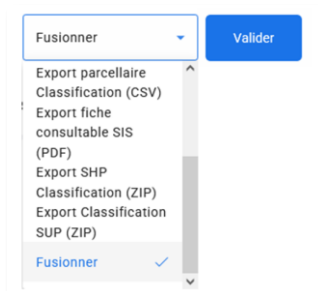 Fusionner
Valider
Export parcellaire
Classification (CSV)
Export fiche
consultable SIS
(PDF)
Export SHP
Classification (ZIP)
Export Classification
SUP (ZIP)
Fusionner